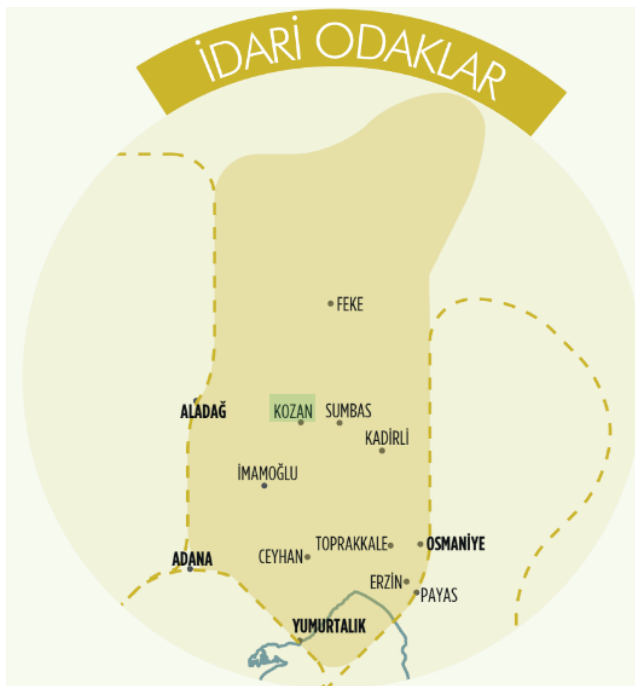 İDARİ ODAKLAR
FEKE
ALADAĞ
KOZAN
SUMBAS
KADİRLİ
İMAMOĞLU
TOPRAKKALE
OSMANİYE
ADANA
CEYHAN
ERZİN
PAYAS
YUMURTALIK